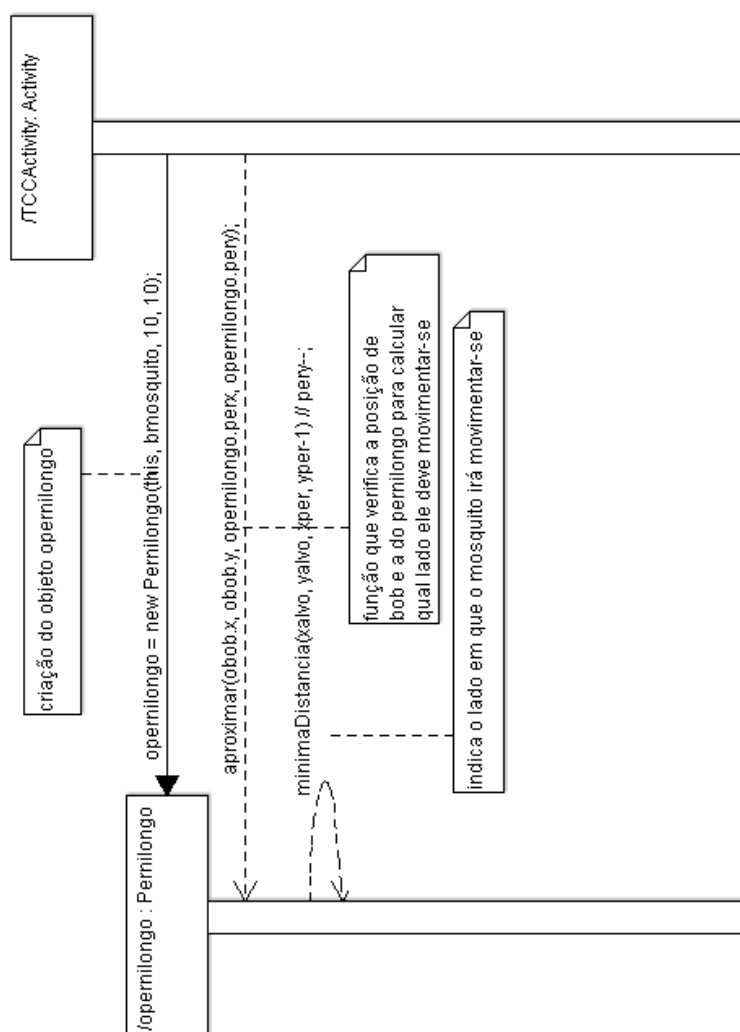 /TCCActivity: Activity
criação do objeto opernilongo
opernilongo = new Pernilongo(this, bmosquito, 10, 10);
aproximar(obob.x, obob.y, opernilongo.perx, opernilongo.pery);
minimaDistancia(xalvo, yalvo, xper, yper-1) // pery--;
função que verifica a posição de
bob e a do pernilongo para calcular
qual lado ele deve movimentar-se
indica o lado em que o mosquito irá movimentar-se
/opernilongo : Pernilongo